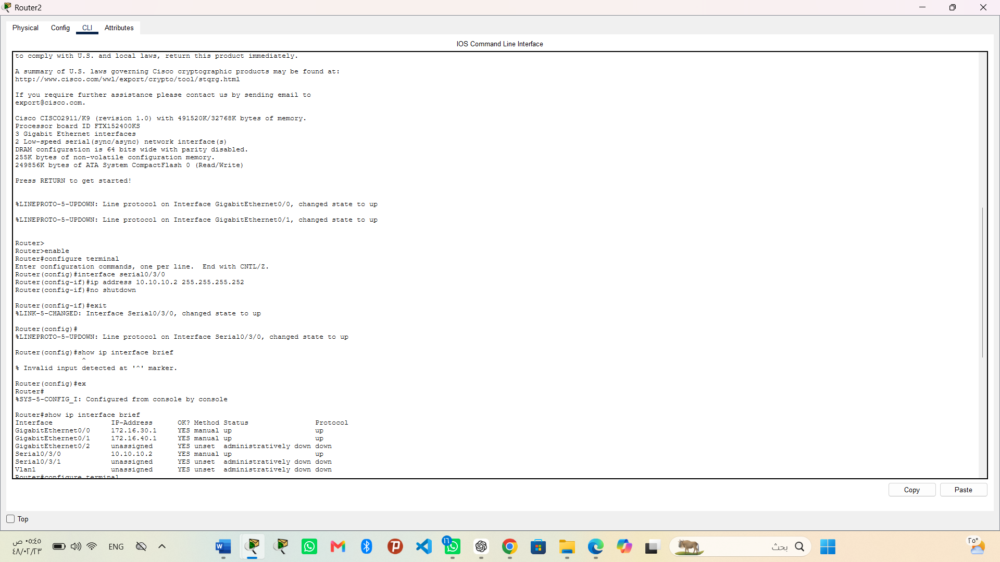 Router2
Physical Config CLI Attributes
IOS Command Line Interface
to comply with U.S. and local laws, return this product immediately.
A summary of U.S. laws governing Cisco cryptographic products may be found at:
http://www.cisco.com/wwl/export/crypto/tool/stqrg.html
If you require further assistance please contact us by sending email to
export@cisco.com.
Cisco CISCO2911/K9 (revision 1.0) with 491520K/32768K bytes of memory.
Processor board ID FTX152400KS
3 Gigabit Ethernet interfaces
2 Low-speed serial(sync/async) network interface(s)
DRAM configuration is 64 bits wide with parity disabled.
255K bytes of non-volatile configuration memory.
249856K bytes of ATA System CompactFlash 0 (Read/Write)
Press RETURN to get started!
%LINEPROTO-5-UPDOWN: Line protocol on Interface GigabitEthernet0/0, changed state to up
%LINEPROTO-5-UPDOWN: Line protocol on Interface GigabitEthernet0/1, changed state to up
Router>
Router>enable
Router#configure terminal
Enter configuration commands, one per line.  End with CNTL/Z.
Router(config)#interface serial0/3/0
Router(config-if)#ip address 10.10.10.2 255.255.255.252
Router(config-if)#no shutdown
Router(config-if)#exit
%LINK-5-CHANGED: Interface Serial0/3/0, changed state to up
Router(config)#
%LINEPROTO-5-UPDOWN: Line protocol on Interface Serial0/3/0, changed state to up
Router(config)#show ip interface brief
^
% Invalid input detected at '^' marker.
Router(config)#ex
Router#
%SYS-5-CONFIG_I: Configured from console by console
Router#show ip interface brief
Interface IP-Address OK? Method Status Protocol
GigabitEthernet0/0 172.16.30.1 YES manual up up
GigabitEthernet0/1 172.16.40.1 YES manual up up
GigabitEthernet0/2 unassigned YES unset administratively down down
Serial0/3/0 10.10.10.2 YES manual up up
Serial0/3/1 unassigned YES unset administratively down down
Vlan1 unassigned YES unset administratively down down
Router#configure terminal
Copy Paste
Top
٠٥:٤٥ ص
٤٨/٠٢/٢٣
ENG
١٦
بحث
٢٥°